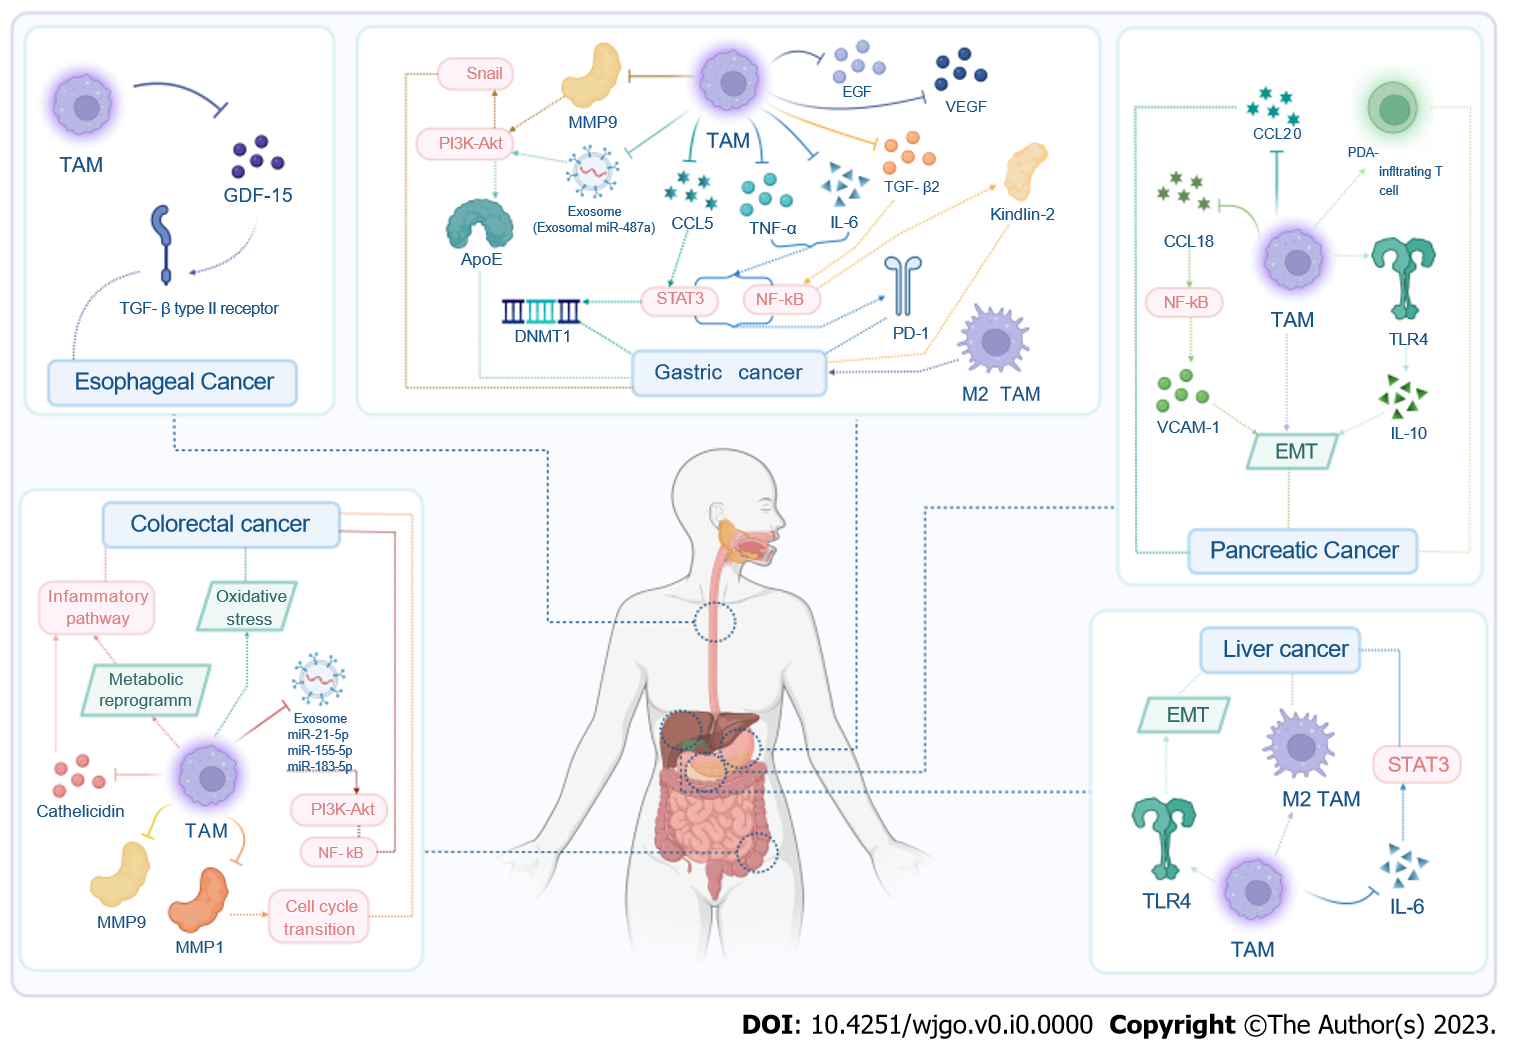 TAM
GDF-15
TGF- β type II receptor
Esophageal Cancer
Snail
PI3K-Akt
MMP9
TAM
EGF
VEGF
Exosome
(Exosomal miR-487a)
ApoE
CCL5
TNF-α
IL-6
TGF- β2
Kindlin-2
STAT3
NF-kB
DNMT1
PD-1
Gastric cancer
M2 TAM
CCL20
PDA-
infltrating T
cell
CCL18
NF-kB
TAM
TLR4
VCAM-1
IL-10
EMT
Pancreatic Cancer
Colorectal cancer
Infammatory
pathway
Oxidative
stress
Metabolic
reprogramm
Exosome
miR-21-5p
miR-155-5p
miR-183-5p
Cathelicidin
TAM
PI3K-Akt
NF- kB
MMP9
MMP1
Cell cycle
transition
Liver cancer
EMT
M2 TAM
STAT3
TLR4
TAM
IL-6
DOI: 10.4251/wjgo.v0.i0.0000 Copyright ©The Author(s) 2023.